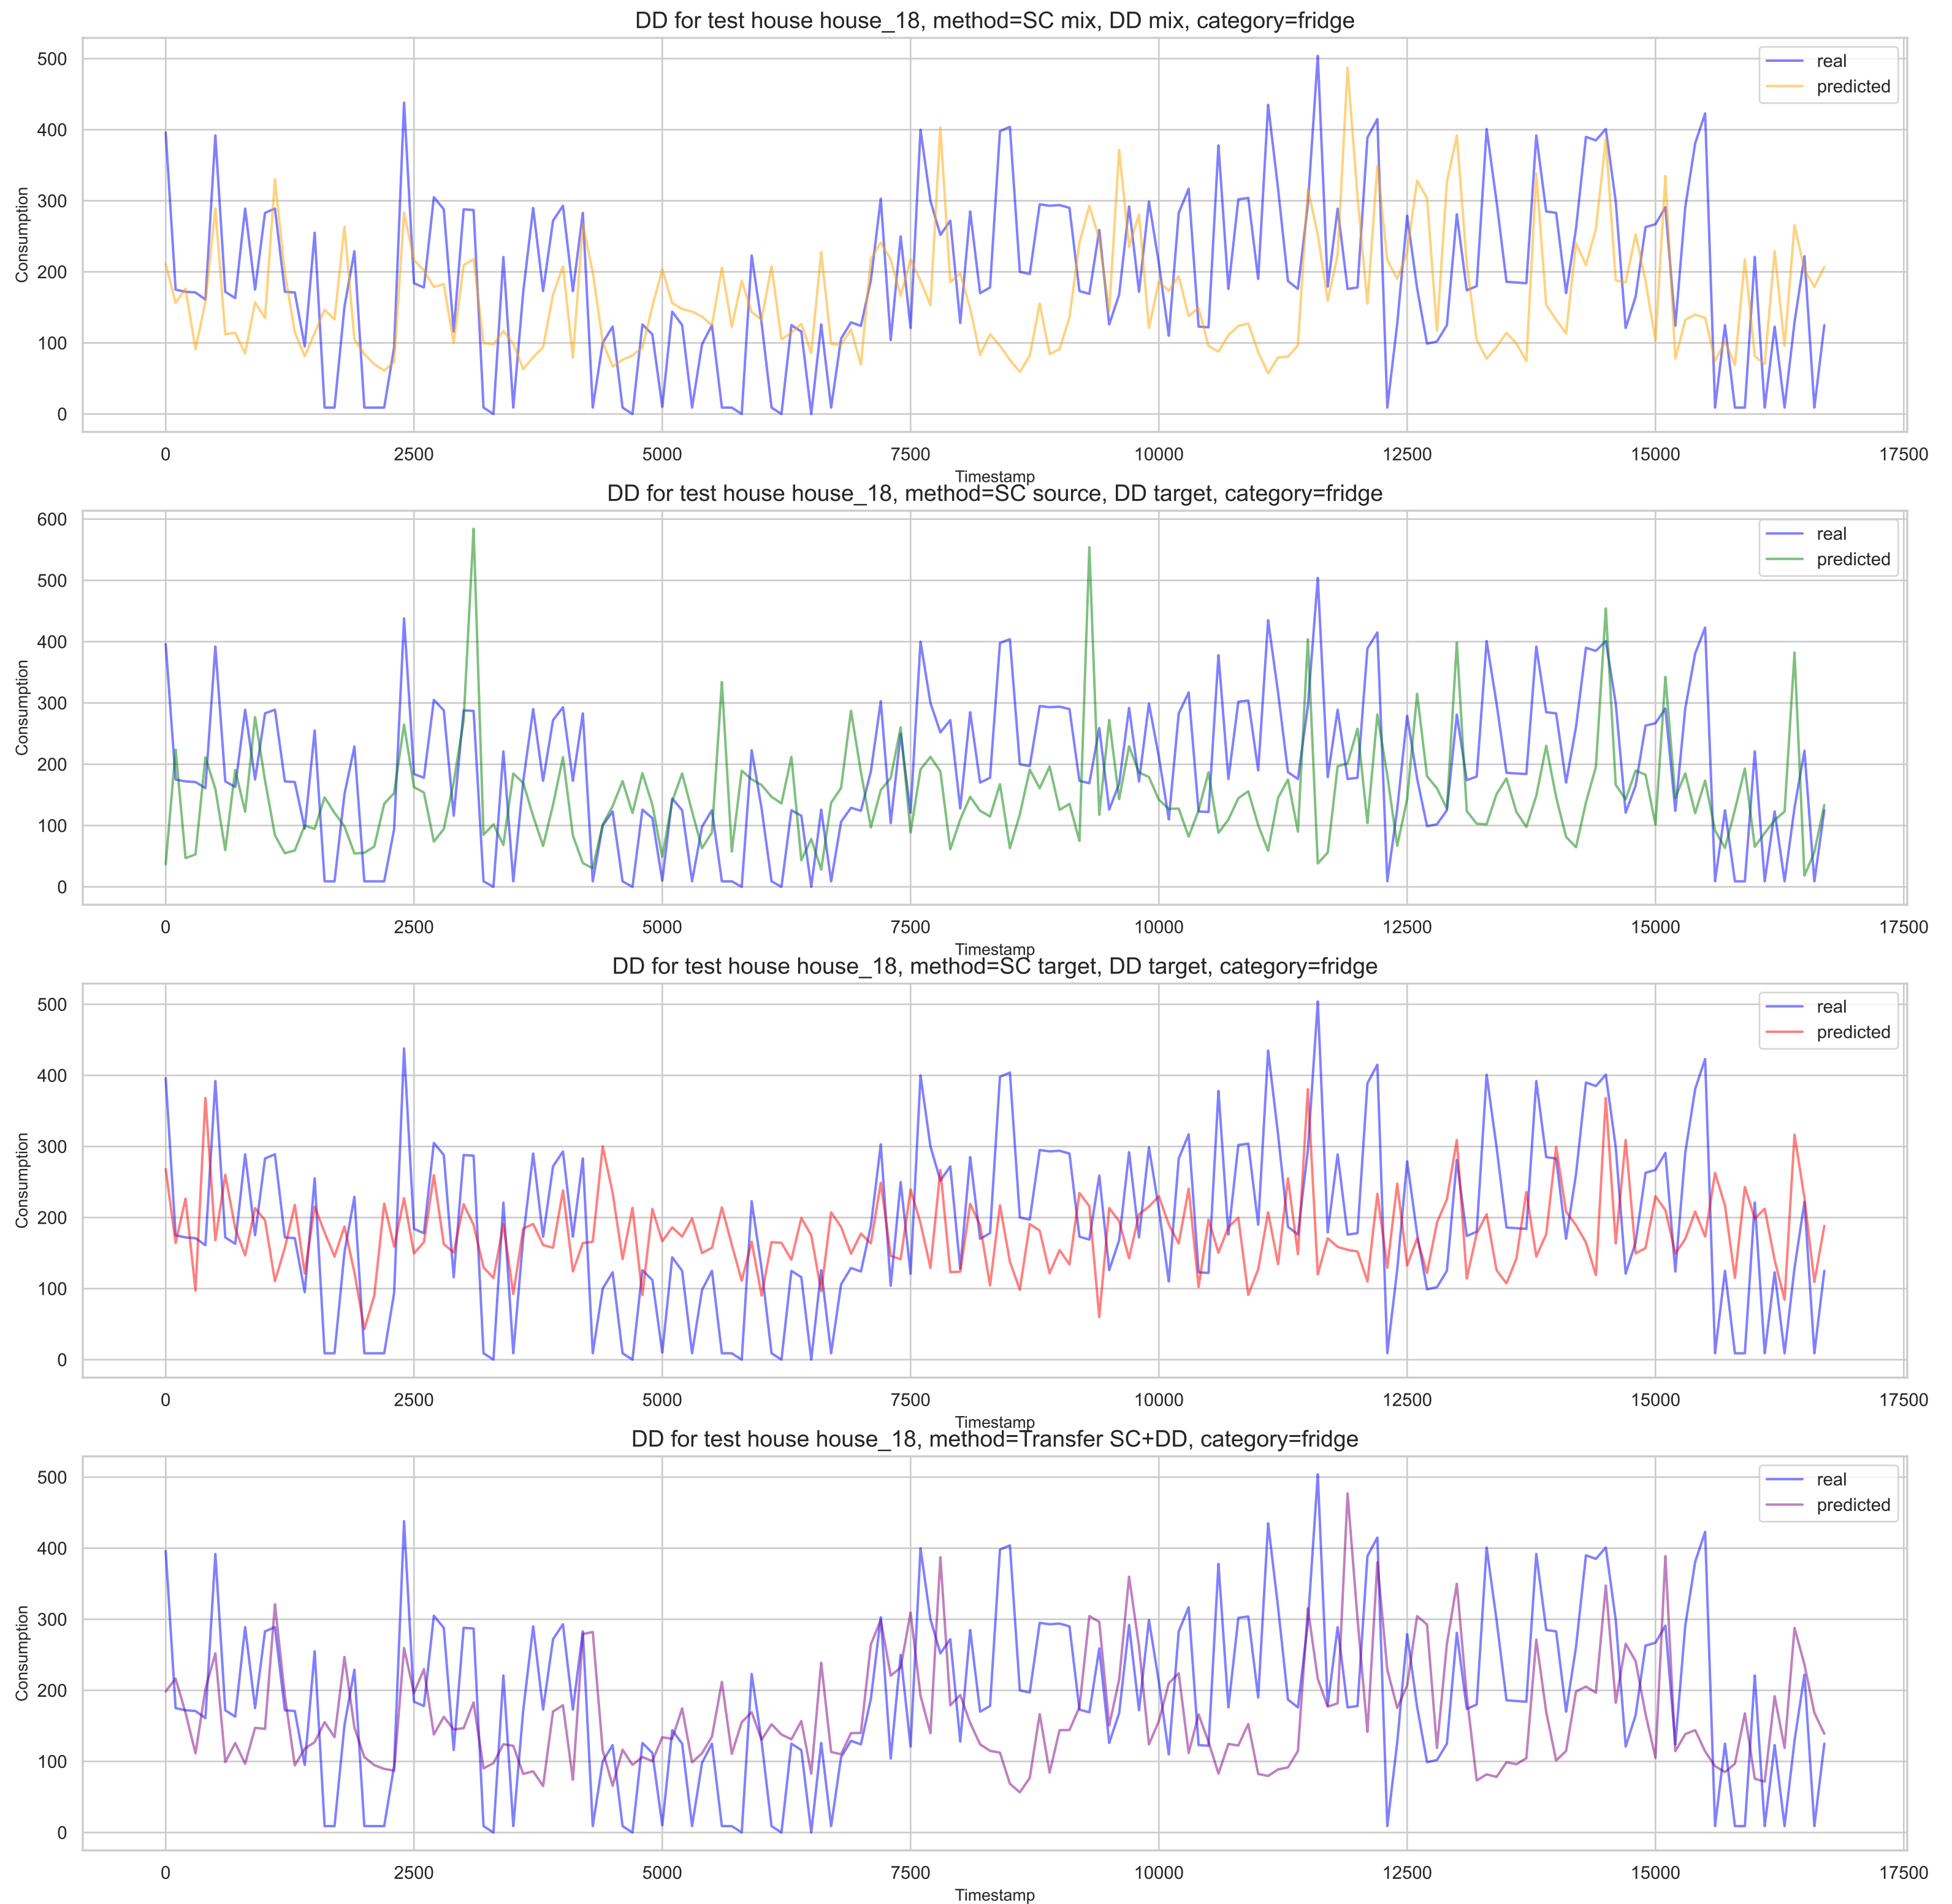 DD for test house house_18, method=SC mix, DD mix, category=fridge
500
400
300
200
100
0
Consumption
real
predicted
0 2500 5000 7500 10000 12500 15000 17500
Timestamp
DD for test house house_18, method=SC source, DD target, category=fridge
600
500
400
300
200
100
0
Consumption
real
predicted
0 2500 5000 7500 10000 12500 15000 17500
Timestamp
DD for test house house_18, method=SC target, DD target, category=fridge
500
400
300
200
100
0
Consumption
real
predicted
0 2500 5000 7500 10000 12500 15000 17500
Timestamp
DD for test house house_18, method=Transfer SC+DD, category=fridge
500
400
300
200
100
0
Consumption
real
predicted
0 2500 5000 7500 10000 12500 15000 17500
Timestamp